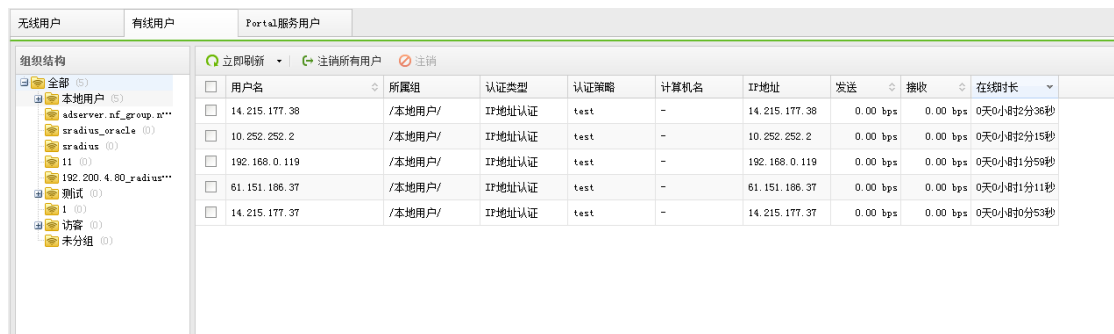 无线用户 有线用户 Portal服务用户
组织结构
全部 (5)
本地用户 (5)
adserver.nf_group.n···
sradius_oracle (0)
sradius (0)
11 (0)
192.200.4.80_radius···
测试 (0)
1 (0)
访客 (0)
未分组 (0)
立即刷新 注销所有用户 注销
用户名 所属组 认证类型 认证策略 计算机名 IP地址 发送 接收 在线时长
14.215.177.38 /本地用户/ IP地址认证 test - 14.215.177.38 0.00 bps 0.00 bps 0天0小时2分36秒
10.252.252.2 /本地用户/ IP地址认证 test - 10.252.252.2 0.00 bps 0.00 bps 0天0小时2分15秒
192.168.0.119 /本地用户/ IP地址认证 test - 192.168.0.119 0.00 bps 0.00 bps 0天0小时1分59秒
61.151.186.37 /本地用户/ IP地址认证 test - 61.151.186.37 0.00 bps 0.00 bps 0天0小时1分11秒
14.215.177.37 /本地用户/ IP地址认证 test - 14.215.177.37 0.00 bps 0.00 bps 0天0小时0分53秒